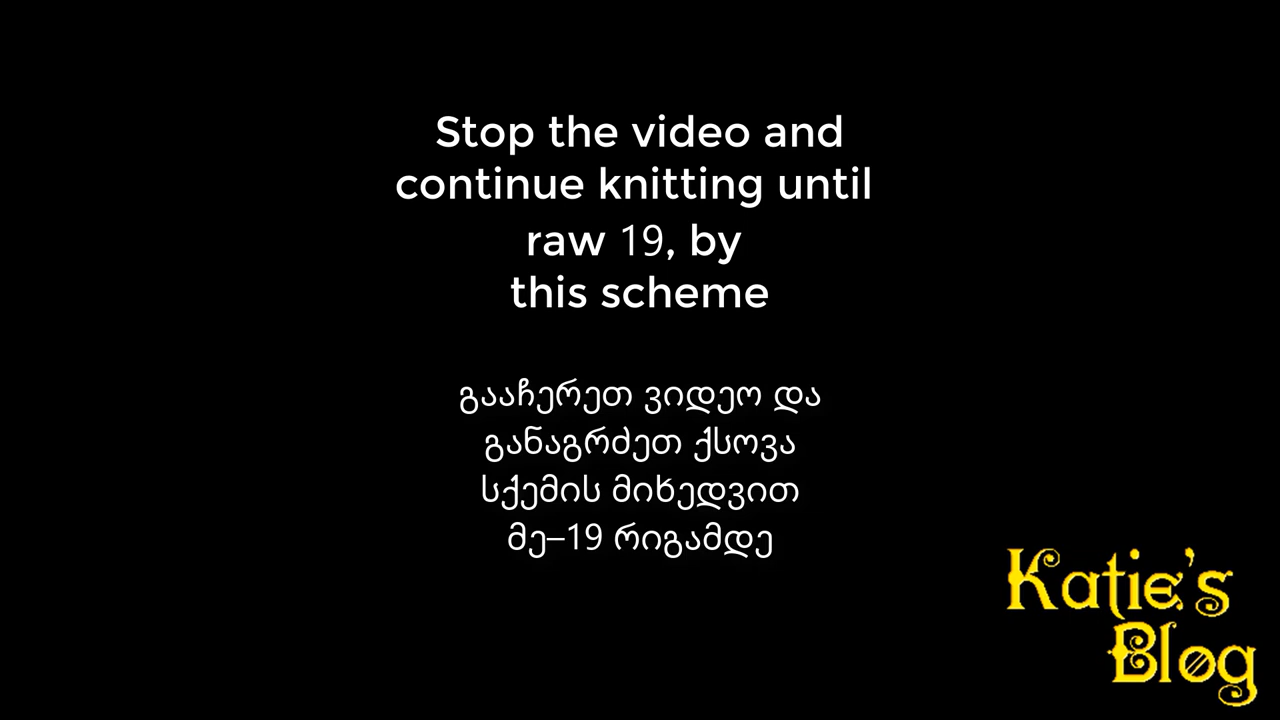 Stop the video and
continue knitting until
raw 19, by
this scheme
გააჩერეთ ვიდეო და
განაგრძეთ ქსოვა
სქემის მიხედვით
მე–19 რიგამდე
Katie's
Blog